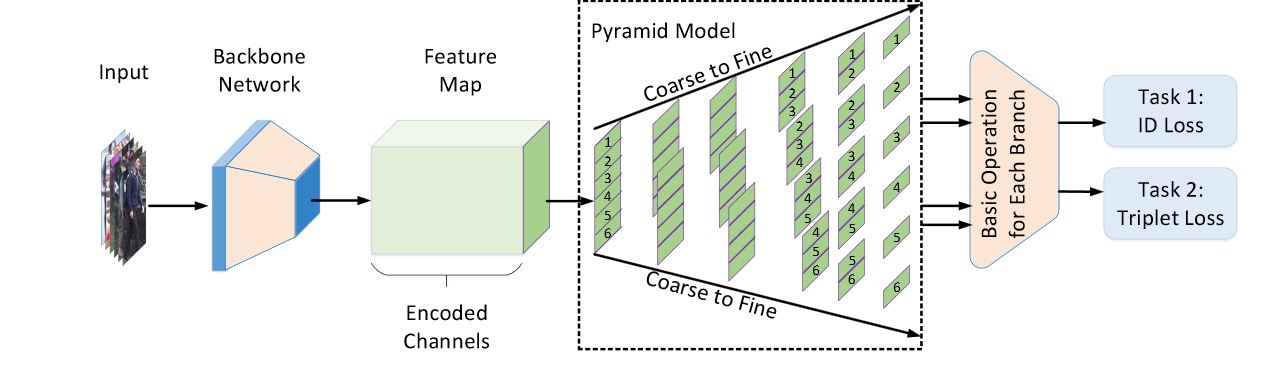 Input
Backbone
Network
Feature
Map
Encoded
Channels
Pyramid Model
Coarse to Fine
Coarse to Fine
1
2
3
4
5
6
1
2
3
2
3
4
3
4
5
4
5
6
1
2
2
3
3
4
4
5
5
6
1
2
3
4
5
6
Basic Operation
for Each Branch
Task 1:
ID Loss
Task 2:
Triplet Loss